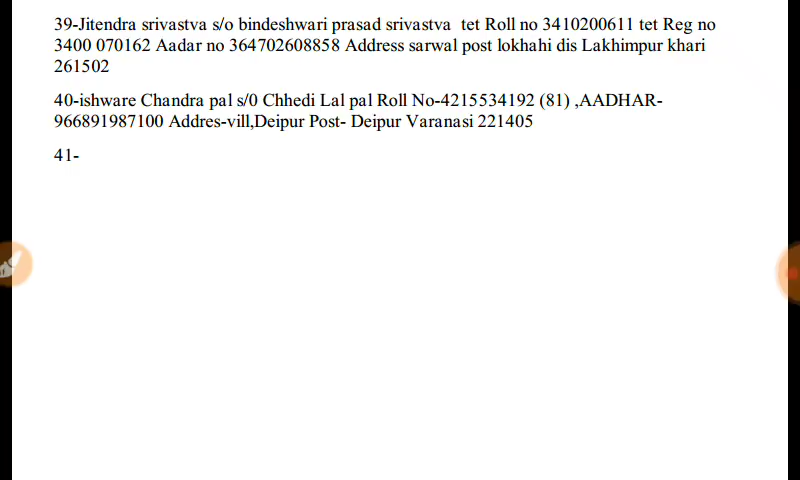 39-Jitendra srivastva s/o bindeshwari prasad srivastva tet Roll no 3410200611 tet Reg no
3400 070162 Aadar no 364702608858 Address sarwal post lokhahi dis Lakhimpur khari
261502
40-ishware Chandra pal s/0 Chhedi Lal pal Roll No-4215534192 (81) ,AADHAR-
966891987100 Addres-vill,Deipur Post- Deipur Varanasi 221405
41-